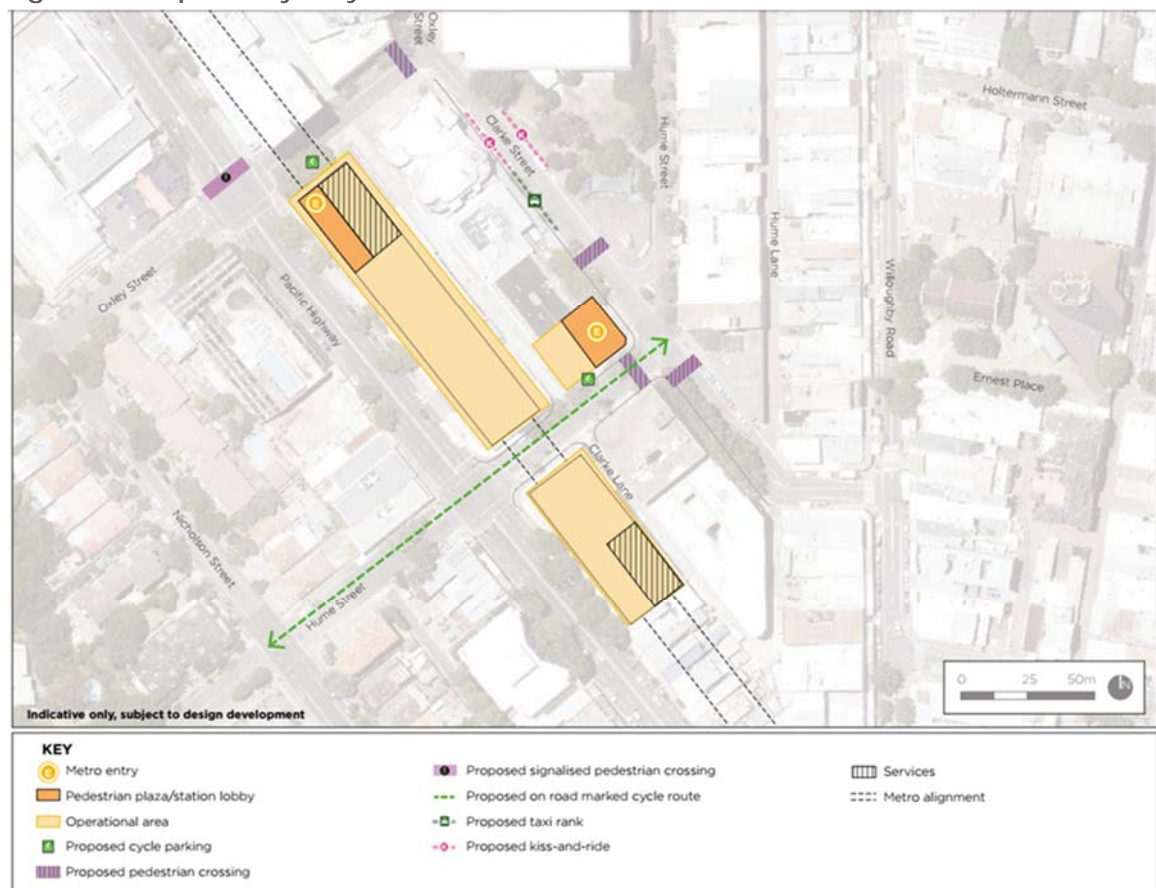 Oxley
Street
Holtermann Street
Clarke Street
Hume Street
Hume Lane
Willoughby Road
Oxley Street
Pacific Highway
Ernest Place
Clarke Lane
Nicholson Street
Hume Street
0 25 50m
Indicative only, subject to design development
KEY
Metro entry
Pedestrian plaza/station lobby
Operational area
Proposed cycle parking
Proposed pedestrian crossing
Proposed signalised pedestrian crossing
Proposed on road marked cycle route
Proposed taxi rank
Proposed kiss-and-ride
Services
Metro alignment